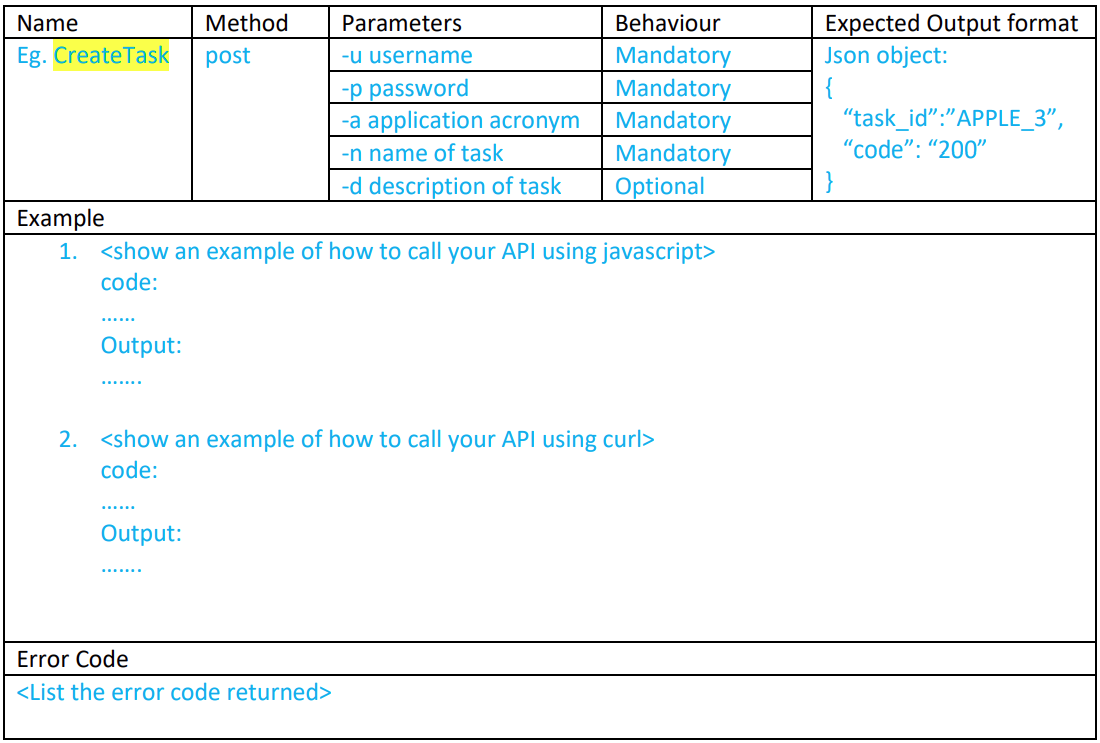 Name Method Parameters Behaviour Expected Output format
Eg. CreateTask post -u username Mandatory Json object:
-p password Mandatory {
-a application acronym Mandatory “task_id”:”APPLE_3”,
-n name of task Mandatory “code”: “200”
-d description of task Optional }
Example
1. <show an example of how to call your API using javascript>
code:
……
Output:
…….
2. <show an example of how to call your API using curl>
code:
……
Output:
…….
Error Code
<List the error code returned>